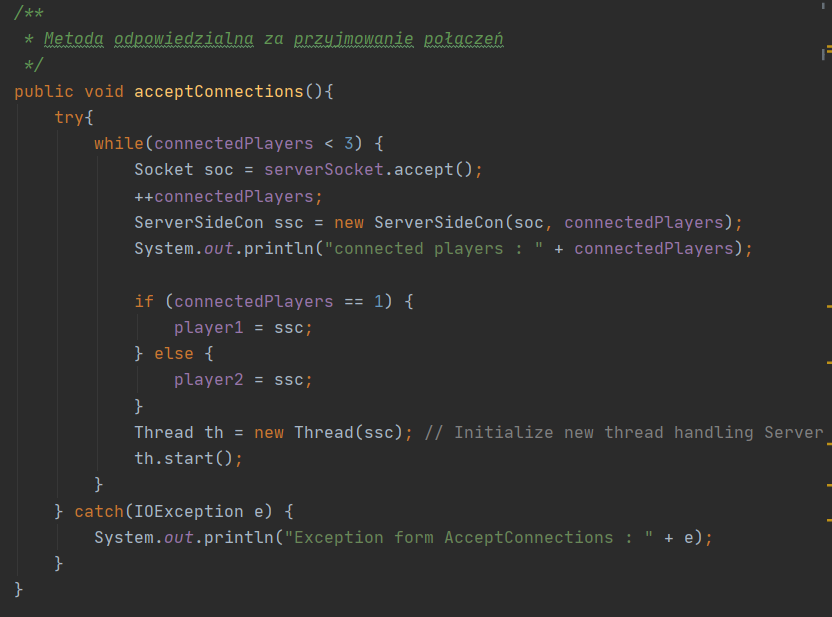 /**
 * Metoda odpowiedzialna za przyjmowanie połączeń
 */
public void acceptConnections(){
    try{
        while(connectedPlayers < 3) {
            Socket soc = serverSocket.accept();
            ++connectedPlayers;
            ServerSideCon ssc = new ServerSideCon(soc, connectedPlayers);
            System.out.println("connected players : " + connectedPlayers);
            if (connectedPlayers == 1) {
                player1 = ssc;
            } else {
                player2 = ssc;
            }
            Thread th = new Thread(ssc); // Initialize new thread handling Server
            th.start();
        }
    } catch(IOException e) {
        System.out.println("Exception form AcceptConnections : " + e);
    }
}